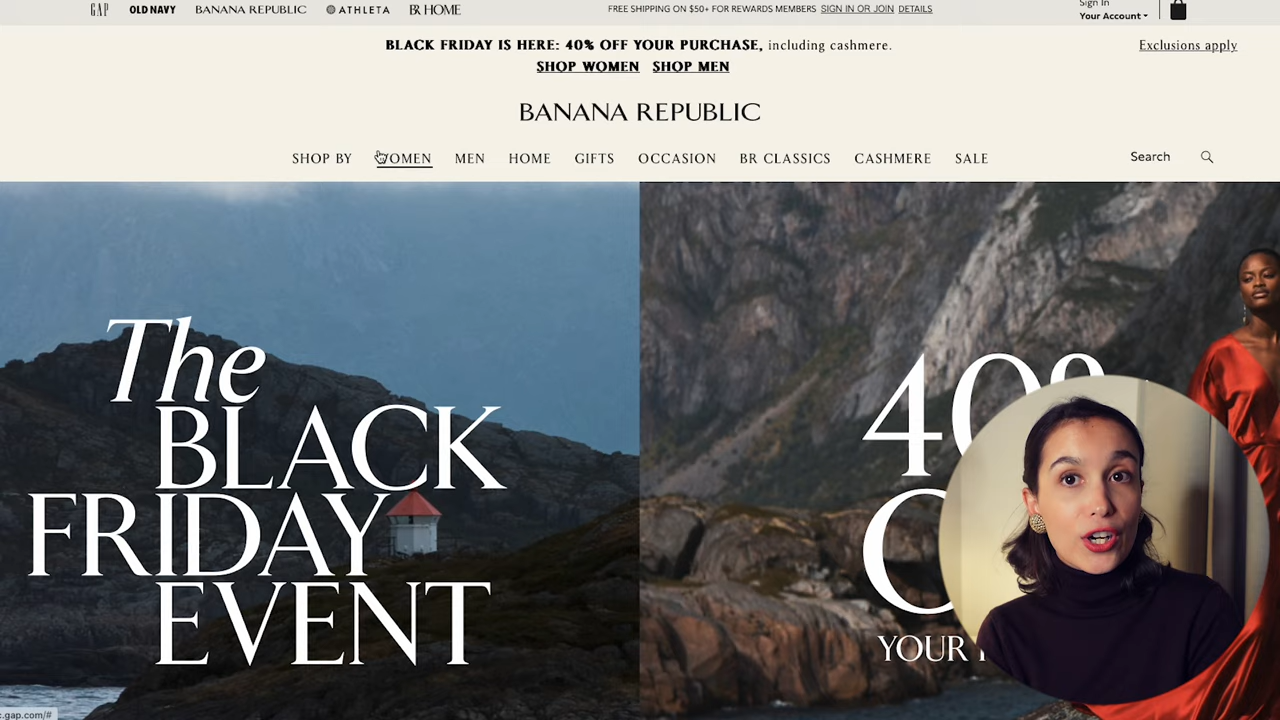 GAP OLD NAVY BANANA REPUBLIC ATHLETA BR HOME FREE SHIPPING ON $50+ FOR REWARDS MEMBERS SIGN IN OR JOIN DETAILS Sign In
Your Account
BLACK FRIDAY IS HERE: 40% OFF YOUR PURCHASE, including cashmere. Exclusions apply
SHOP WOMEN SHOP MEN
BANANA REPUBLIC
SHOP BY WOMEN MEN HOME GIFTS OCCASION BR CLASSICS CASHMERE SALE Search
The
BLACK
FRIDAY
EVENT
40%
YOUR
c.gap.com/#